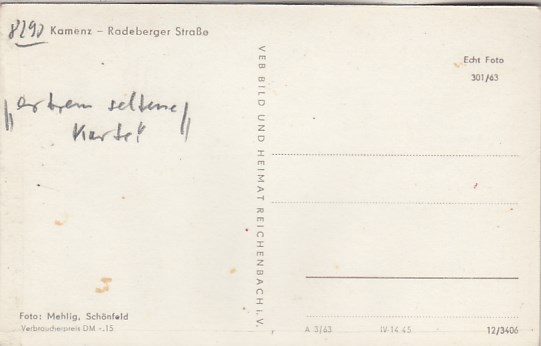 8290
Kamenz – Radeberger Straße
"extrem seltene
Karte!"
VEB BILD UND HEIMAT REICHENBACH I. V.
Echt Foto
301/63
Foto: Mehlig, Schönfeld
Verbraucherpreis DM -.15
A 3/63 IV 14 45 12/3406